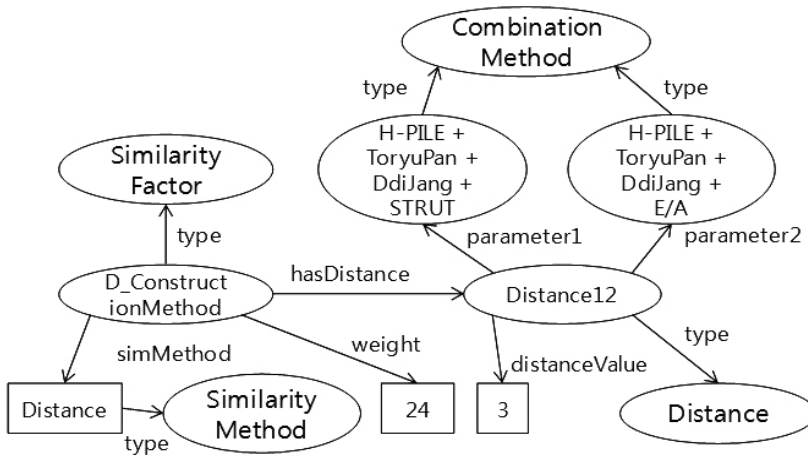 Combination
Method
type
type
H-PILE +
ToryuPan +
DdiJang +
STRUT
H-PILE +
ToryuPan +
DdiJang +
E/A
Similarity
Factor
type
parameter1
parameter2
D_Construct
ionMethod
hasDistance
Distance12
simMethod
weight
distanceValue
type
Distance
type
Similarity
Method
24
3
Distance